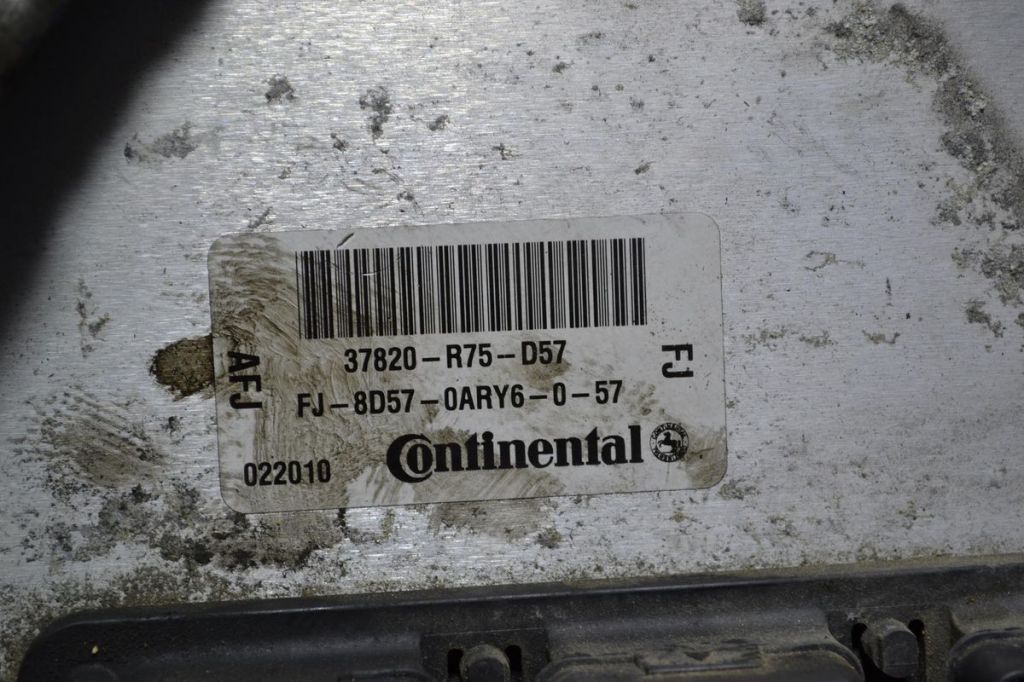 37820-R75-D57
AFJ
FJ
FJ-8D57-0ARY6-0-57
Continental
022010